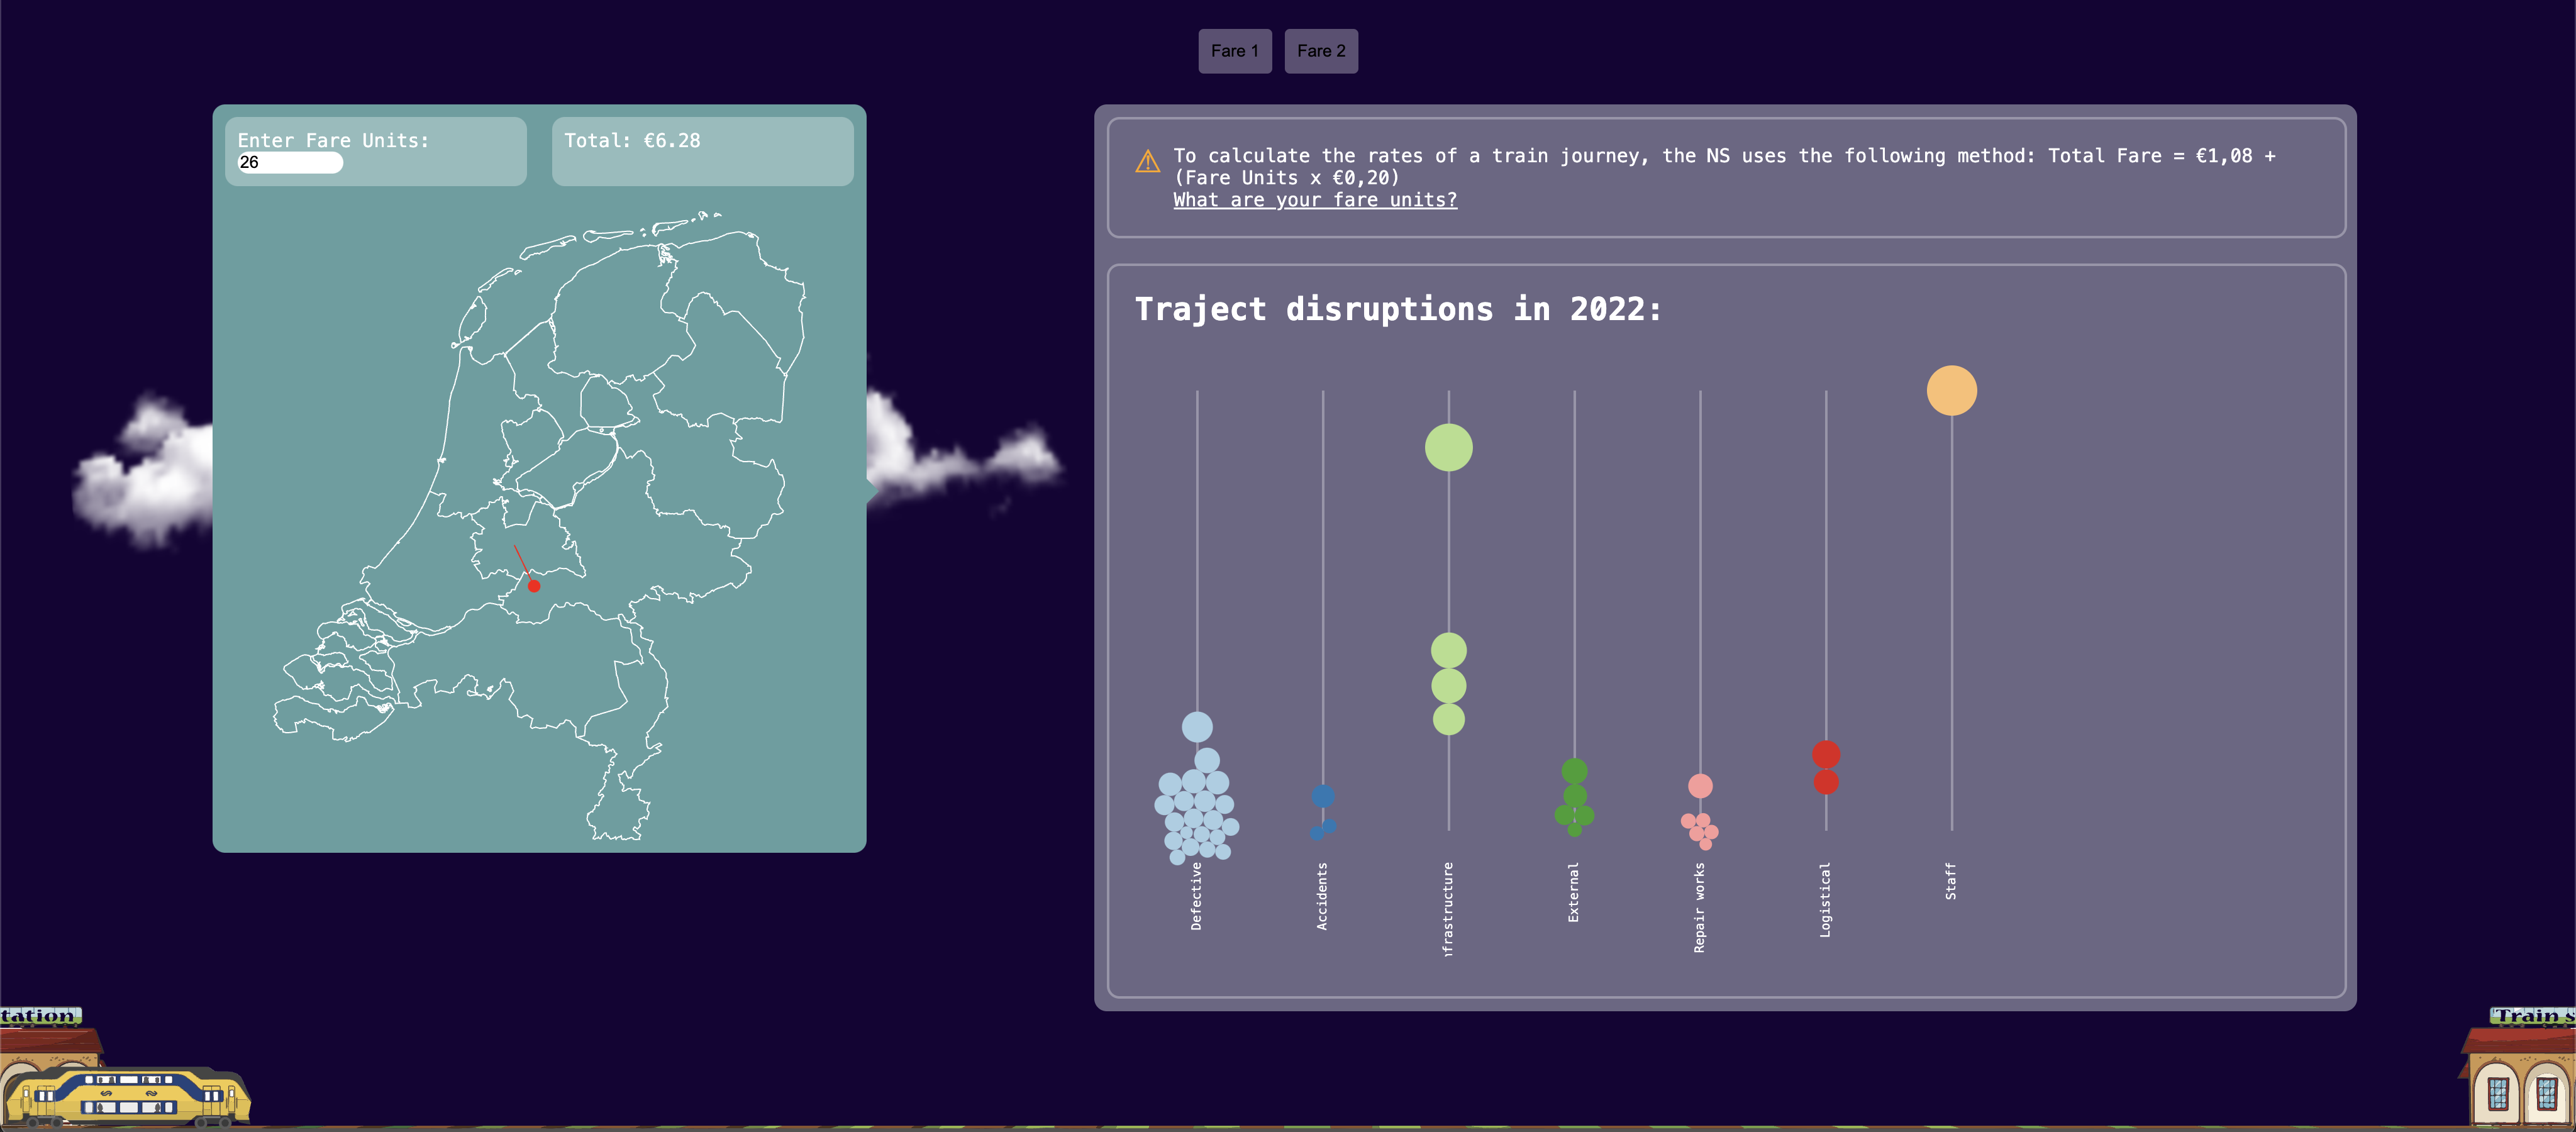 Fare 1
Fare 2
Enter Fare Units:
26
Total: €6.28
To calculate the rates of a train journey, the NS uses the following method: Total Fare = €1,08 +
(Fare Units x €0,20)
What are your fare units?
Traject disruptions in 2022:
Defective
Accidents
nfrastructure
External
Repair works
Logistical
Staff
tation
Train s